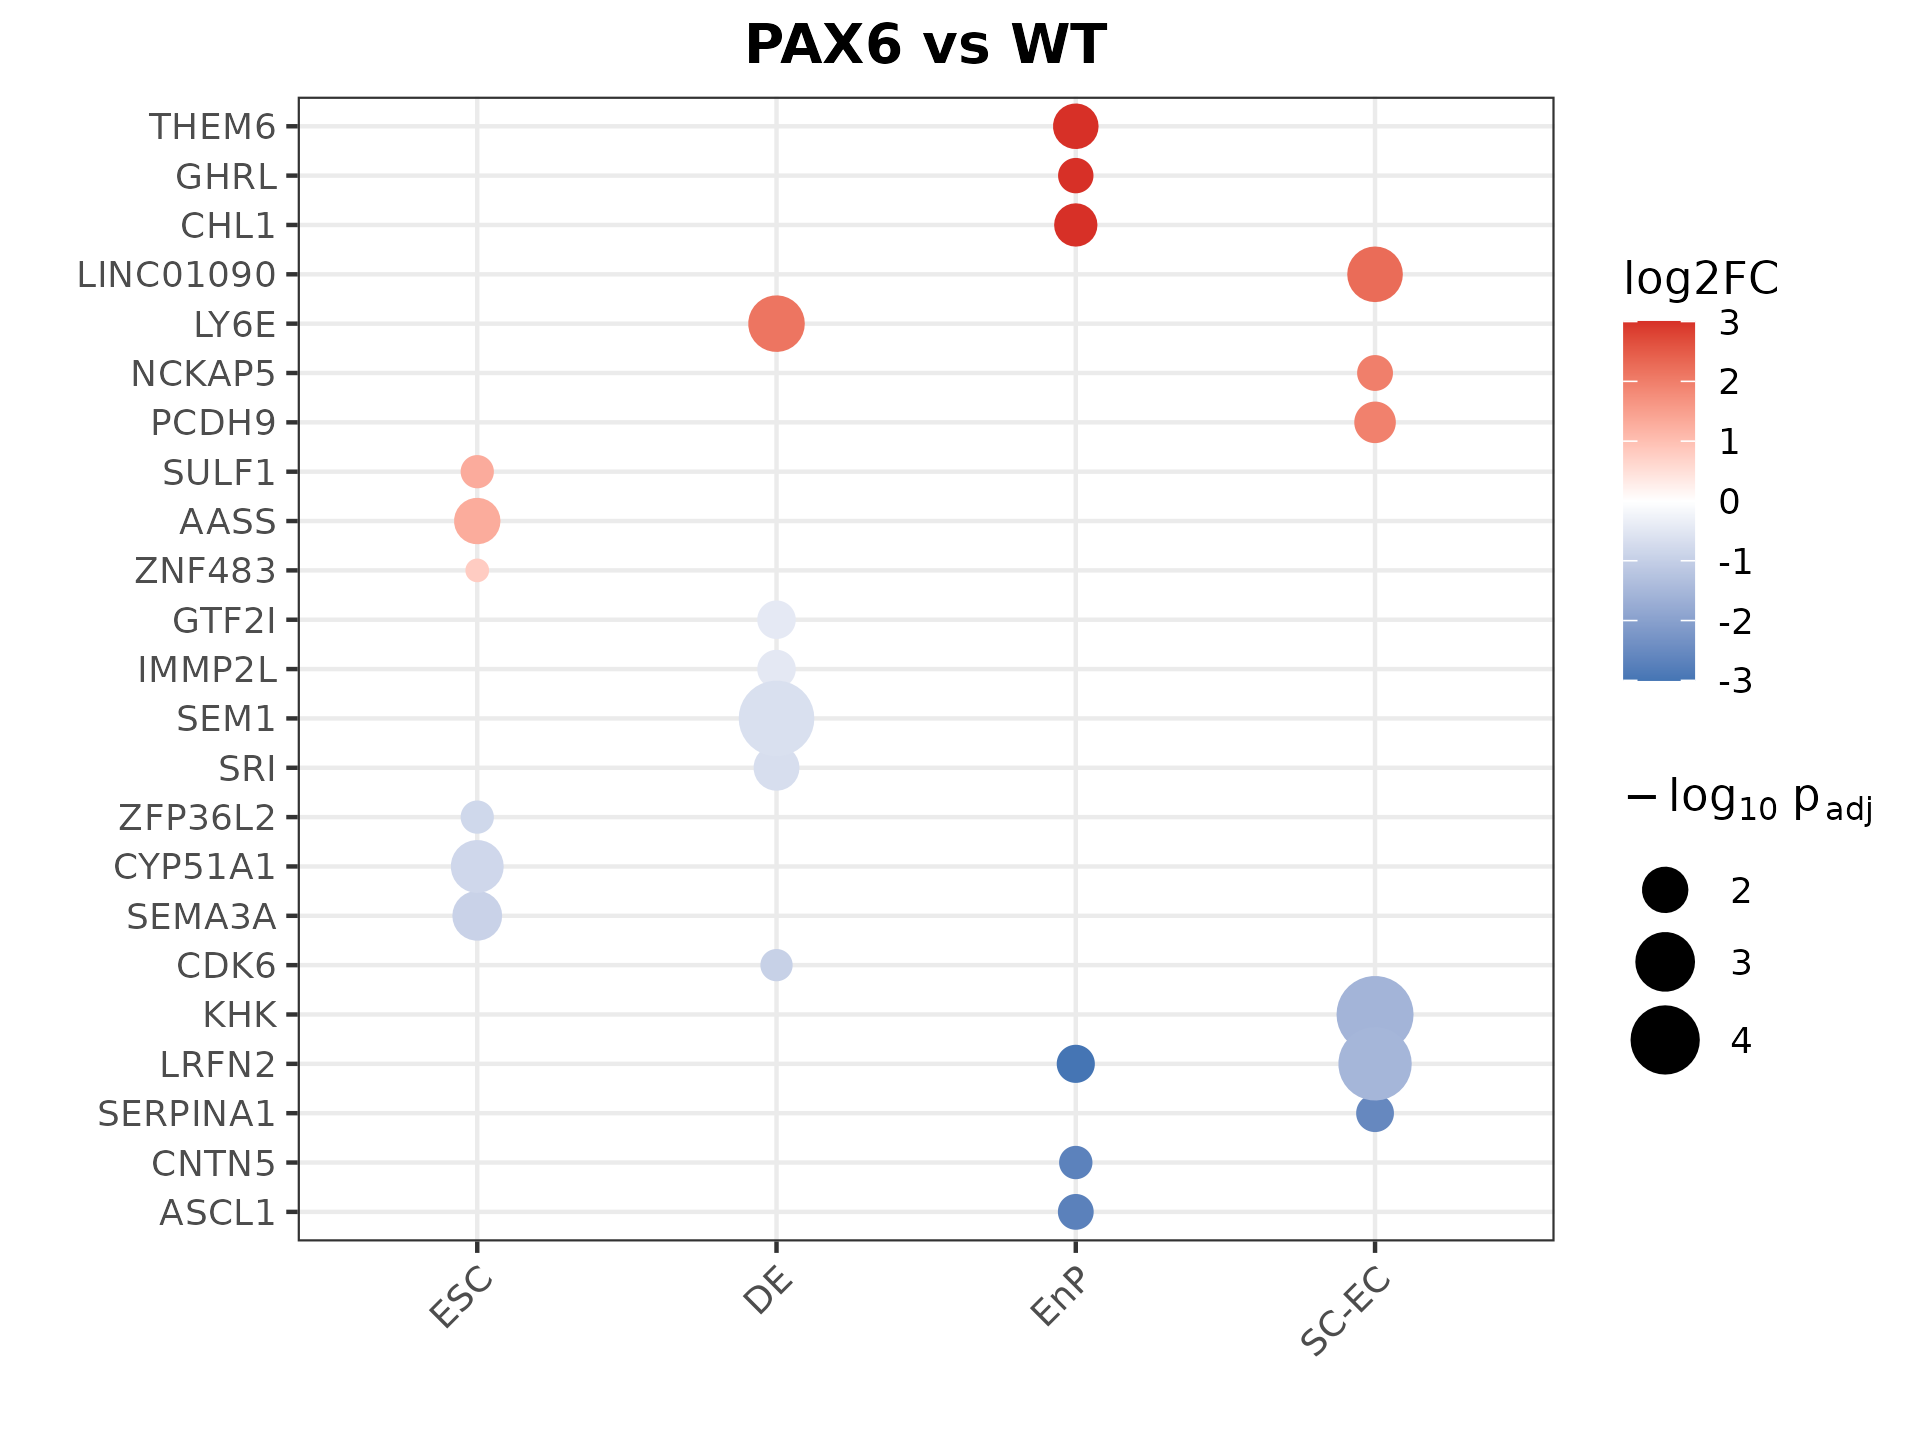 PAX6 vs WT
THEM6
GHRL
CHL1
LINC01090
LY6E
NCKAP5
PCDH9
SULF1
AASS
ZNF483
GTF2I
IMMP2L
SEM1
SRI
ZFP36L2
CYP51A1
SEMA3A
CDK6
KHK
LRFN2
SERPINA1
CNTN5
ASCL1
ESC
DE
EnP
SC-EC
log2FC
3
2
1
0
-1
-2
-3
− log10 p adj
2
3
4